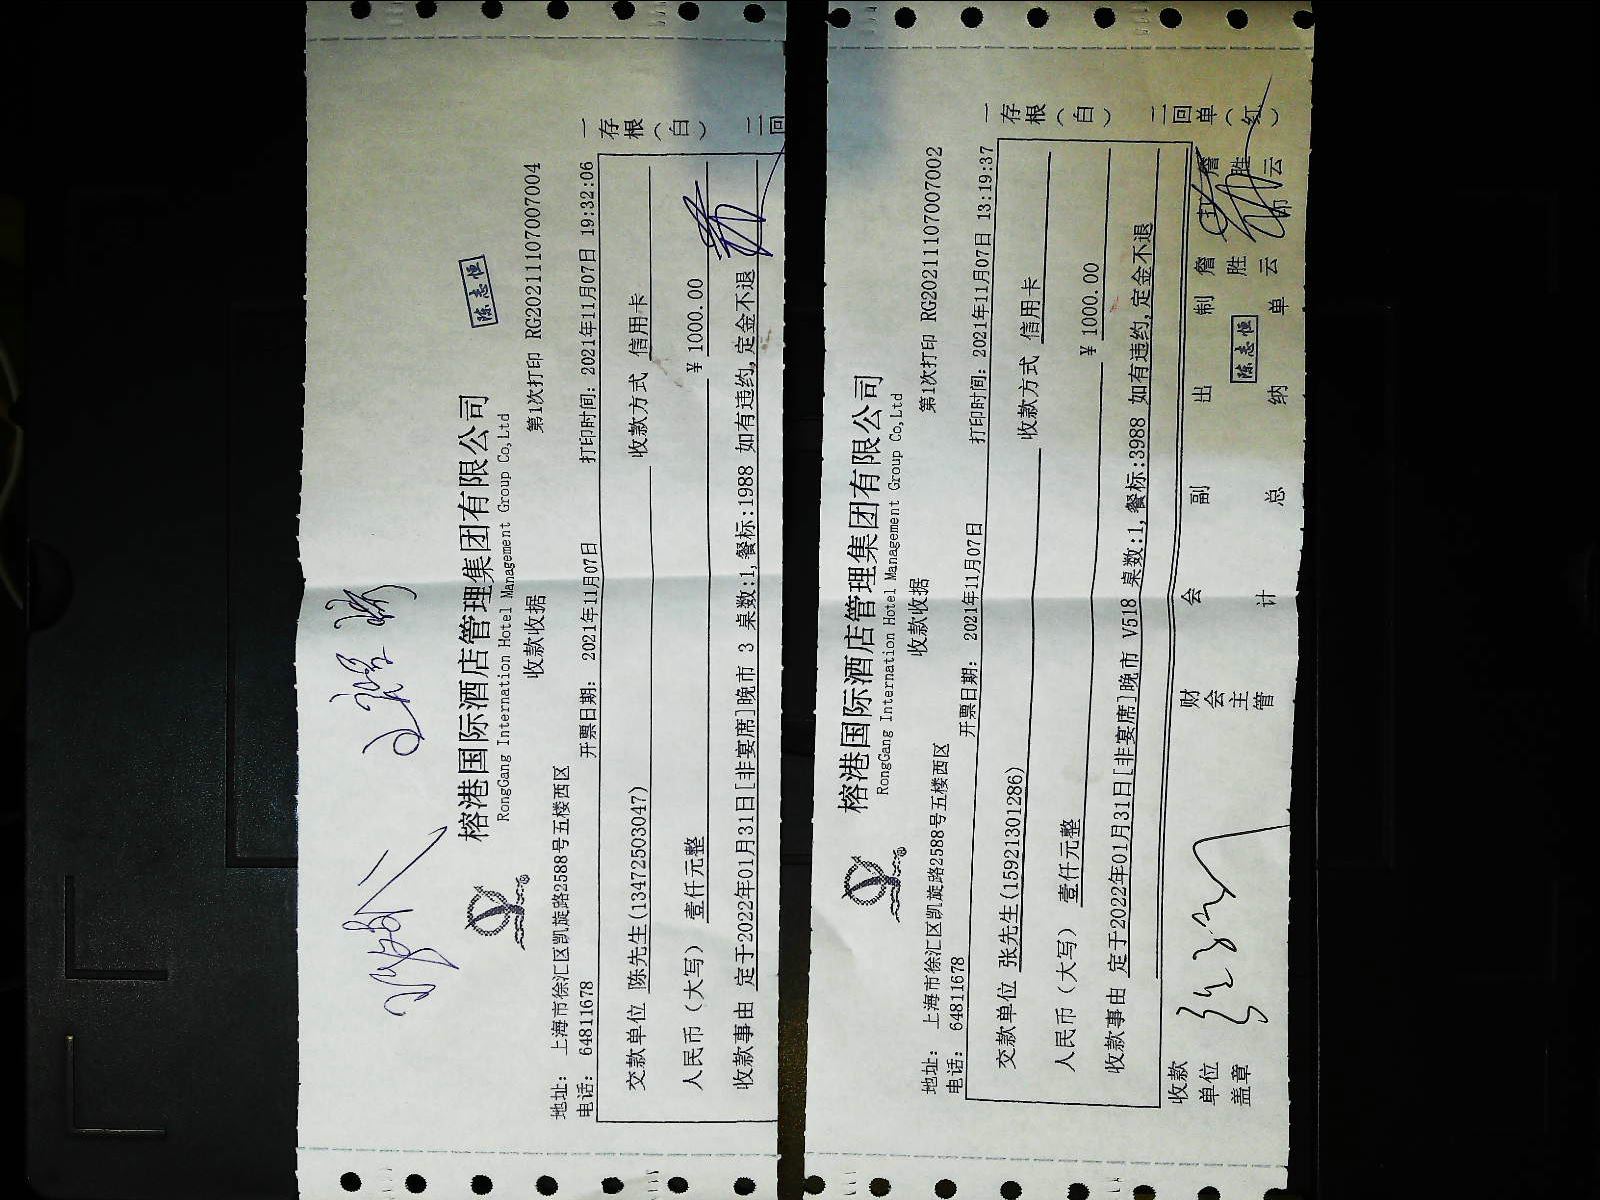 陈志恒
榕港国际酒店管理集团有限公司
RongGang International Hotel Management Group Co,Ltd
收款收据
第1次打印 RG20211107007004
地址： 上海市徐汇区凯旋路2588号五楼西区
电话： 64811678
开票日期： 2021年11月07日
打印时间：2021年11月07日 19:32:06
交款单位 陈先生(13472503047)
收款方式 信用卡
人民币（大写） 壹仟元整
￥ 1000.00
收款事由 定于2022年01月31日[非宴席]晚市 3 桌数:1,餐标:1988 如有违约,定金不退
一存根（白）
二回
榕港国际酒店管理集团有限公司
RongGang International Hotel Management Group Co,Ltd
收款收据
第1次打印 RG20211107007002
地址： 上海市徐汇区凯旋路2588号五楼西区
电话： 64811678
开票日期： 2021年11月07日
打印时间：2021年11月07日 13:19:37
交款单位 张先生(15921301286)
收款方式 信用卡
人民币（大写） 壹仟元整
￥ 1000.00
收款事由 定于2022年01月31日[非宴席]晚市 V518 桌数:1,餐标:3988 如有违约,定金不退
一存根（白）
二回单（红）
收款单位盖章
财会主管
会计
副总
出纳
陈志恒
制单
詹胜云
詹胜云